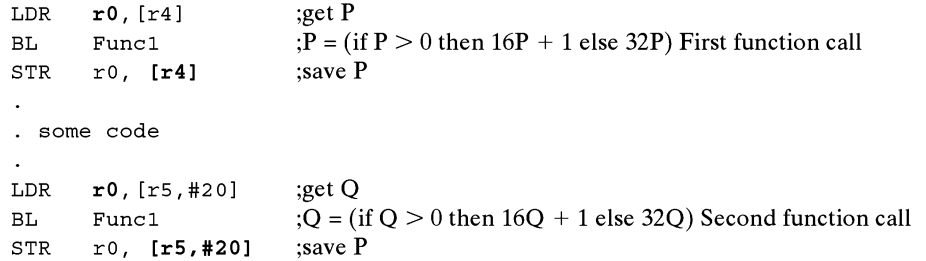 LDR r0,[r4] ;get P
BL Func1 ;P = (if P > 0 then 16P + 1 else 32P) First function call
STR r0, [r4] ;save P
.
. some code
.
LDR r0,[r5,#20] ;get Q
BL Func1 ;Q = (if Q > 0 then 16Q + 1 else 32Q) Second function call
STR r0, [r5,#20] ;save P